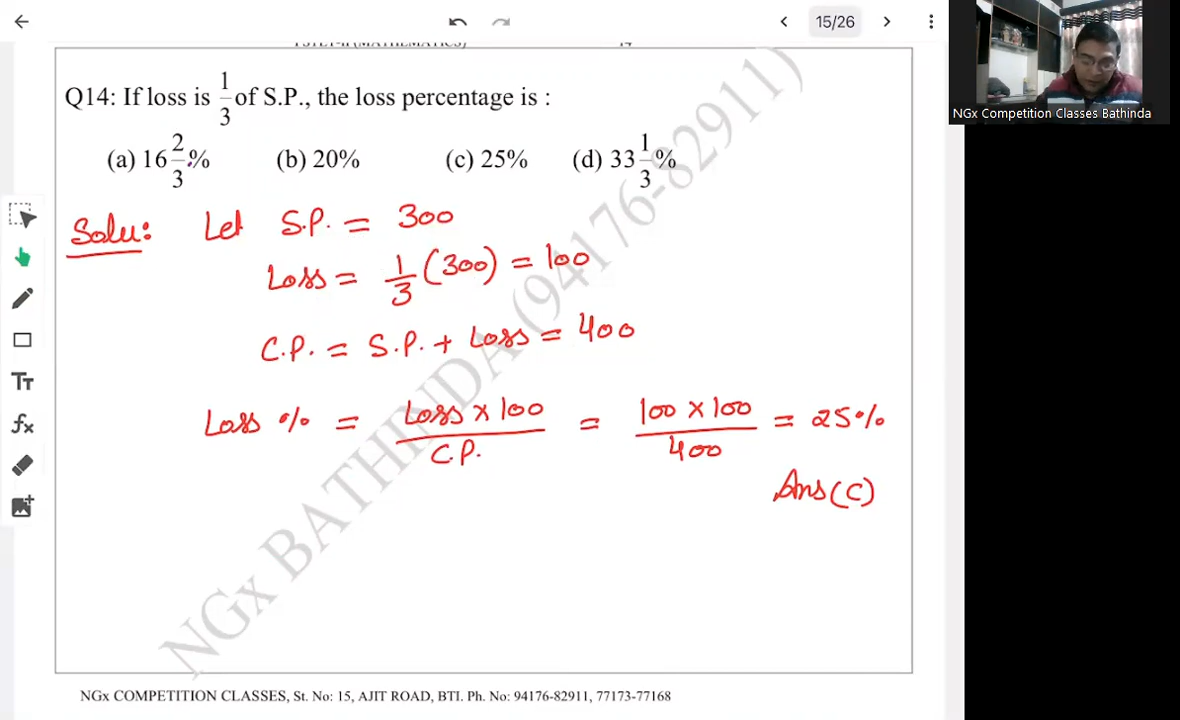 15/26
NGx Competition Classes Bathinda
Q14: If loss is 1/3 of S.P., the loss percentage is :
(a) 16 2/3 % (b) 20% (c) 25% (d) 33 1/3 %
Solu: Let S.P. = 300
Loss = 1/3 (300) = 100
C.P. = S.P. + Loss = 400
Loss % = Loss x 100 / C.P. = 100 x 100 / 400 = 25%
Ans (C)
NGx BATHINDA (94176-82911)
NGx COMPETITION CLASSES, St. No: 15, AJIT ROAD, BTI. Ph. No: 94176-82911, 77173-77168
Tт
fx